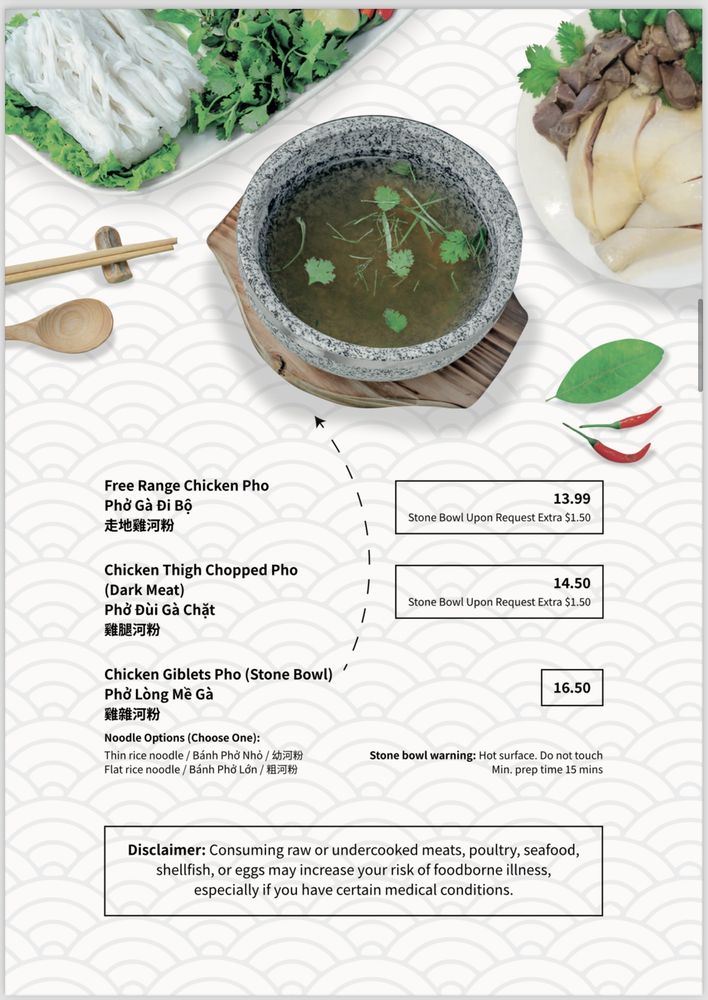 Free Range Chicken Pho
Phở Gà Đi Bộ
走地雞河粉
13.99
Stone Bowl Upon Request Extra $1.50
Chicken Thigh Chopped Pho
(Dark Meat)
Phở Đùi Gà Chặt
雞腿河粉
14.50
Stone Bowl Upon Request Extra $1.50
Chicken Giblets Pho (Stone Bowl)
Phở Lòng Mề Gà
雞雜河粉
16.50
Noodle Options (Choose One):
Thin rice noodle / Bánh Phở Nhỏ / 幼河粉
Flat rice noodle / Bánh Phở Lớn / 粗河粉
Stone bowl warning: Hot surface. Do not touch
Min. prep time 15 mins
Disclaimer: Consuming raw or undercooked meats, poultry, seafood,
shellfish, or eggs may increase your risk of foodborne illness,
especially if you have certain medical conditions.